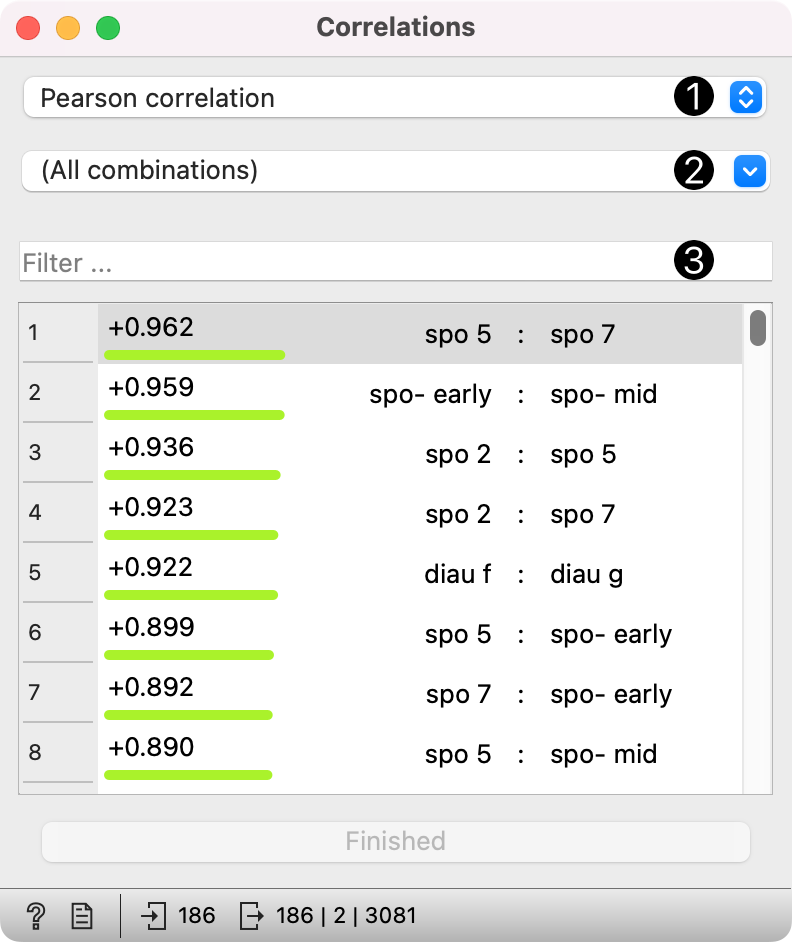 Correlations
Pearson correlation 1
(All combinations) 2
Filter ... 3
1 +0.962 spo 5 : spo 7
2 +0.959 spo- early : spo- mid
3 +0.936 spo 2 : spo 5
4 +0.923 spo 2 : spo 7
5 +0.922 diau f : diau g
6 +0.899 spo 5 : spo- early
7 +0.892 spo 7 : spo- early
8 +0.890 spo 5 : spo- mid
Finished
? 186 186 | 2 | 3081